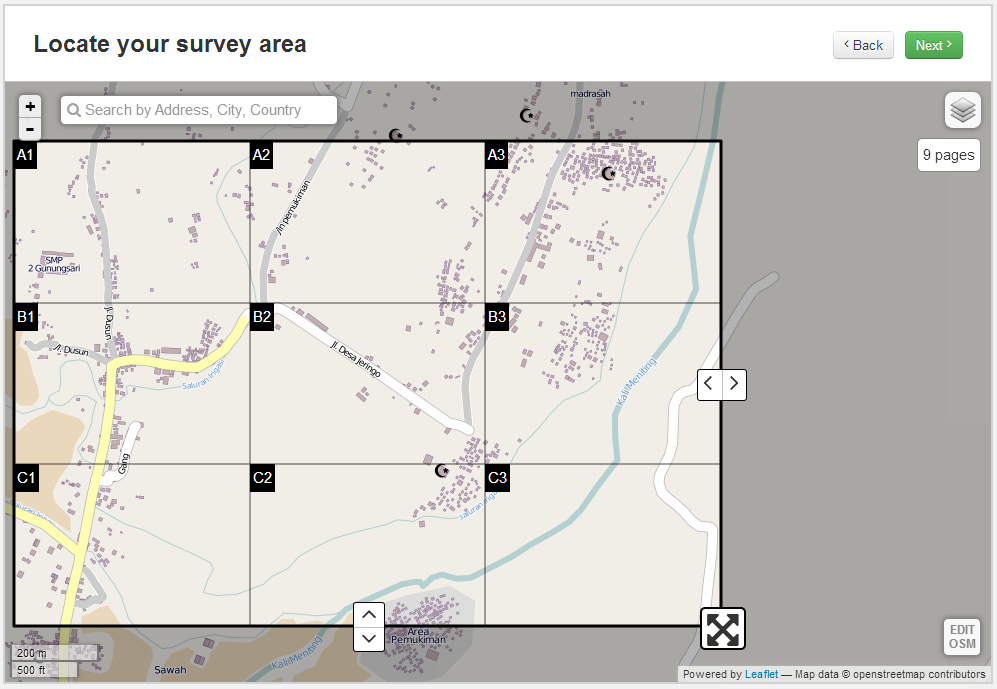 Locate your survey area
‹ Back
Next ›
+
-
Search by Address, City, Country
madrasah
9 pages
A1
A2
A3
Jln pemukiman
SMP
2 Gunungsari
B1
B2
B3
Jl. Dusun
Jl. Dusun
Jl. Desa Jeringo
Saluran Irigasi
Kali Meninting
C1
C2
C3
Gang
saluran irigasi
Area
Pemukiman
Kali Meninting
Sawah
200 m
500 ft
EDIT
OSM
Powered by Leaflet — Map data © openstreetmap contributors